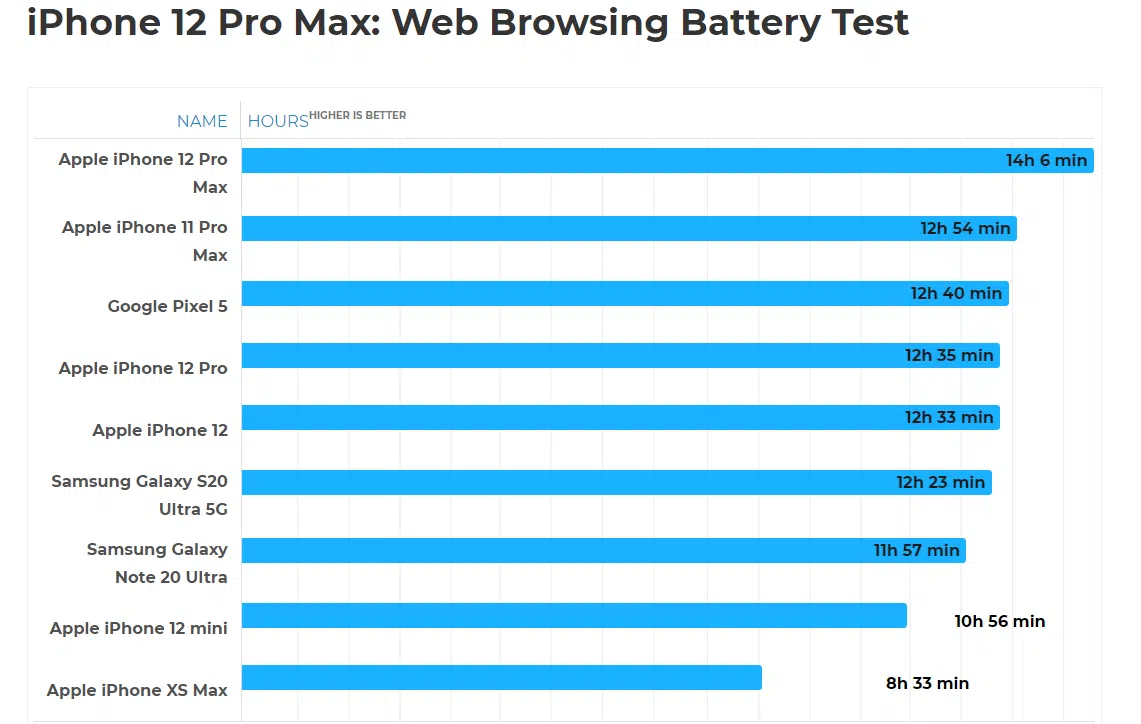 iPhone 12 Pro Max: Web Browsing Battery Test
NAME HOURS HIGHER IS BETTER
Apple iPhone 12 Pro
Max
14h 6 min
Apple iPhone 11 Pro
Max
12h 54 min
Google Pixel 5
12h 40 min
Apple iPhone 12 Pro
12h 35 min
Apple iPhone 12
12h 33 min
Samsung Galaxy S20
Ultra 5G
12h 23 min
Samsung Galaxy
Note 20 Ultra
11h 57 min
Apple iPhone 12 mini
10h 56 min
Apple iPhone XS Max
8h 33 min